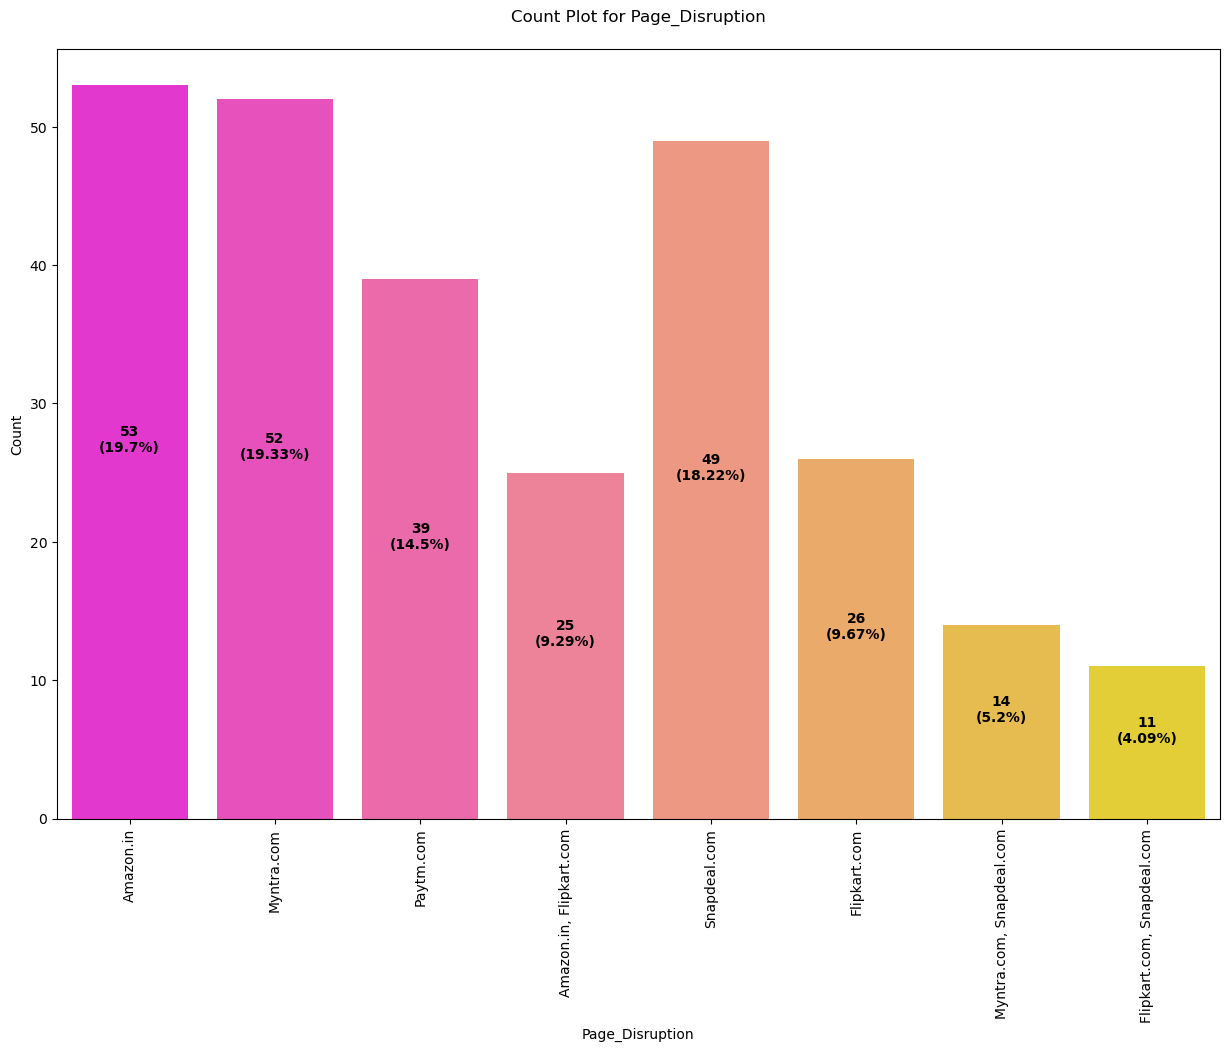 Count Plot for Page_Disruption
Count
50
40
30
20
10
0
53
(19.7%)
52
(19.33%)
39
(14.5%)
25
(9.29%)
49
(18.22%)
26
(9.67%)
14
(5.2%)
11
(4.09%)
Amazon.in
Myntra.com
Paytm.com
Amazon.in, Flipkart.com
Snapdeal.com
Flipkart.com
Myntra.com, Snapdeal.com
Flipkart.com, Snapdeal.com
Page_Disruption